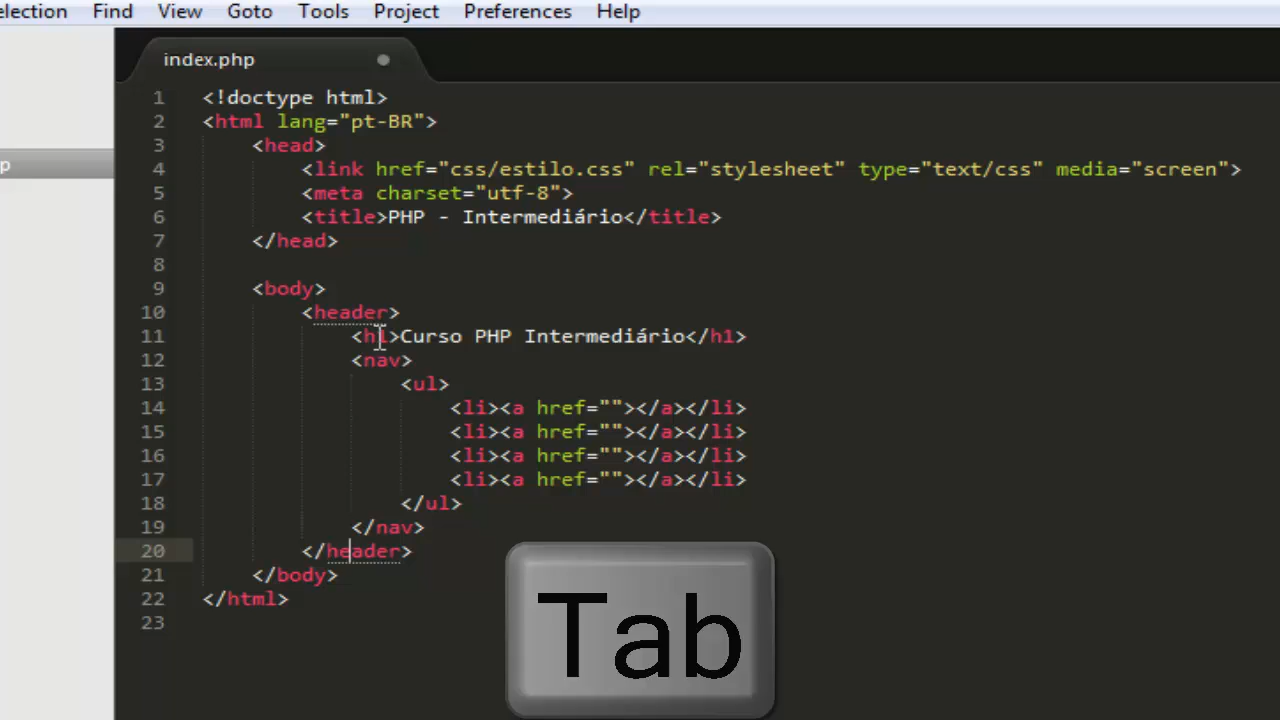 election Find View Goto Tools Project Preferences Help
index.php
p
1 <!doctype html>
2 <html lang="pt-BR">
3 <head>
4 <link href="css/estilo.css" rel="stylesheet" type="text/css" media="screen">
5 <meta charset="utf-8">
6 <title>PHP - Intermediário</title>
7 </head>
8
9 <body>
10 <header>
11 <h1>Curso PHP Intermediário</h1>
12 <nav>
13 <ul>
14 <li><a href=""></a></li>
15 <li><a href=""></a></li>
16 <li><a href=""></a></li>
17 <li><a href=""></a></li>
18 </ul>
19 </nav>
20 </header>
21 </body>
22 </html>
23
Tab